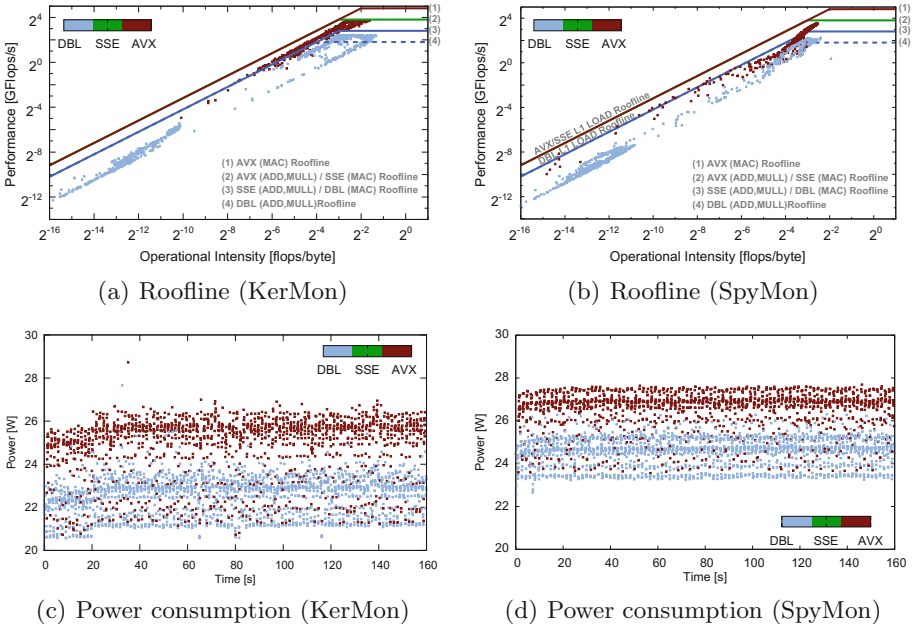 2^4
2^0
2^-4
2^-8
2^-12
Performance [GFlops/s]
DBL SSE AVX
(1)
(2)
(3)
(4)
(1) AVX (MAC) Roofline
(2) AVX (ADD,MULL) / SSE (MAC) Roofline
(3) SSE (ADD,MULL) / DBL (MAC) Roofline
(4) DBL (ADD,MULL)Roofline
2^-16 2^-14 2^-12 2^-10 2^-8 2^-6 2^-4 2^-2 2^0
Operational Intensity [flops/byte]
(a) Roofline (KerMon)
2^4
2^0
2^-4
2^-8
2^-12
Performance [GFlops/s]
DBL SSE AVX
(1)
(2)
(3)
(4)
AVX/SSE L1 LOAD Roofline
DBL L1 LOAD Roofline
(1) AVX (MAC) Roofline
(2) AVX (ADD,MULL) / SSE (MAC) Roofline
(3) SSE (ADD,MULL) / DBL (MAC) Roofline
(4) DBL (ADD,MULL)Roofline
2^-16 2^-14 2^-12 2^-10 2^-8 2^-6 2^-4 2^-2 2^0
Operational Intensity [flops/byte]
(b) Roofline (SpyMon)
30
28
26
24
22
20
Power [W]
DBL SSE AVX
0 20 40 60 80 100 120 140 160
Time [s]
(c) Power consumption (KerMon)
30
28
26
24
22
20
Power [W]
DBL SSE AVX
0 20 40 60 80 100 120 140 160
Time [s]
(d) Power consumption (SpyMon)